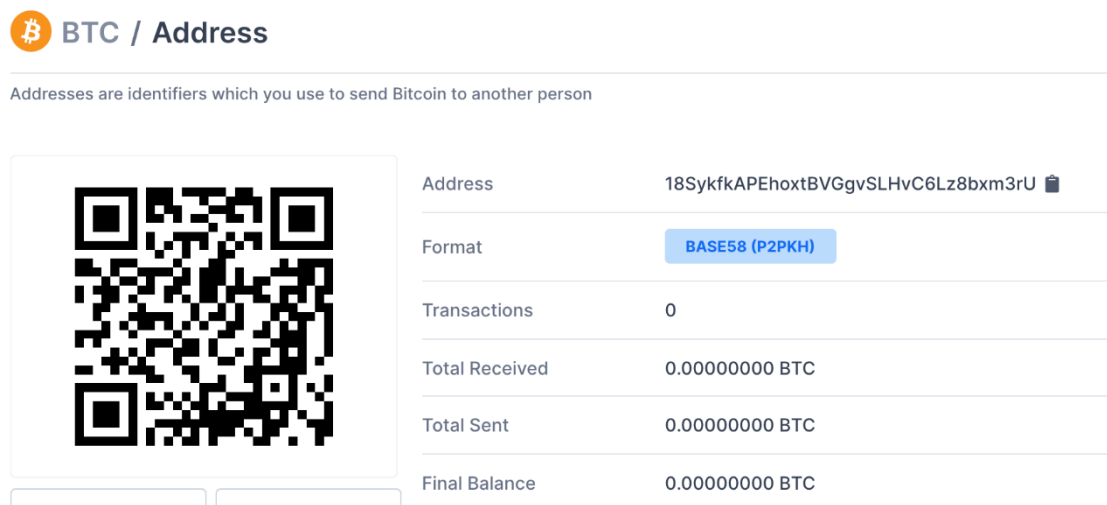 BTC / Address
Addresses are identifiers which you use to send Bitcoin to another person
Address 18SykfkAPEhoxtBVGgvSLHvC6Lz8bxm3rU
Format BASE58 (P2PKH)
Transactions 0
Total Received 0.00000000 BTC
Total Sent 0.00000000 BTC
Final Balance 0.00000000 BTC